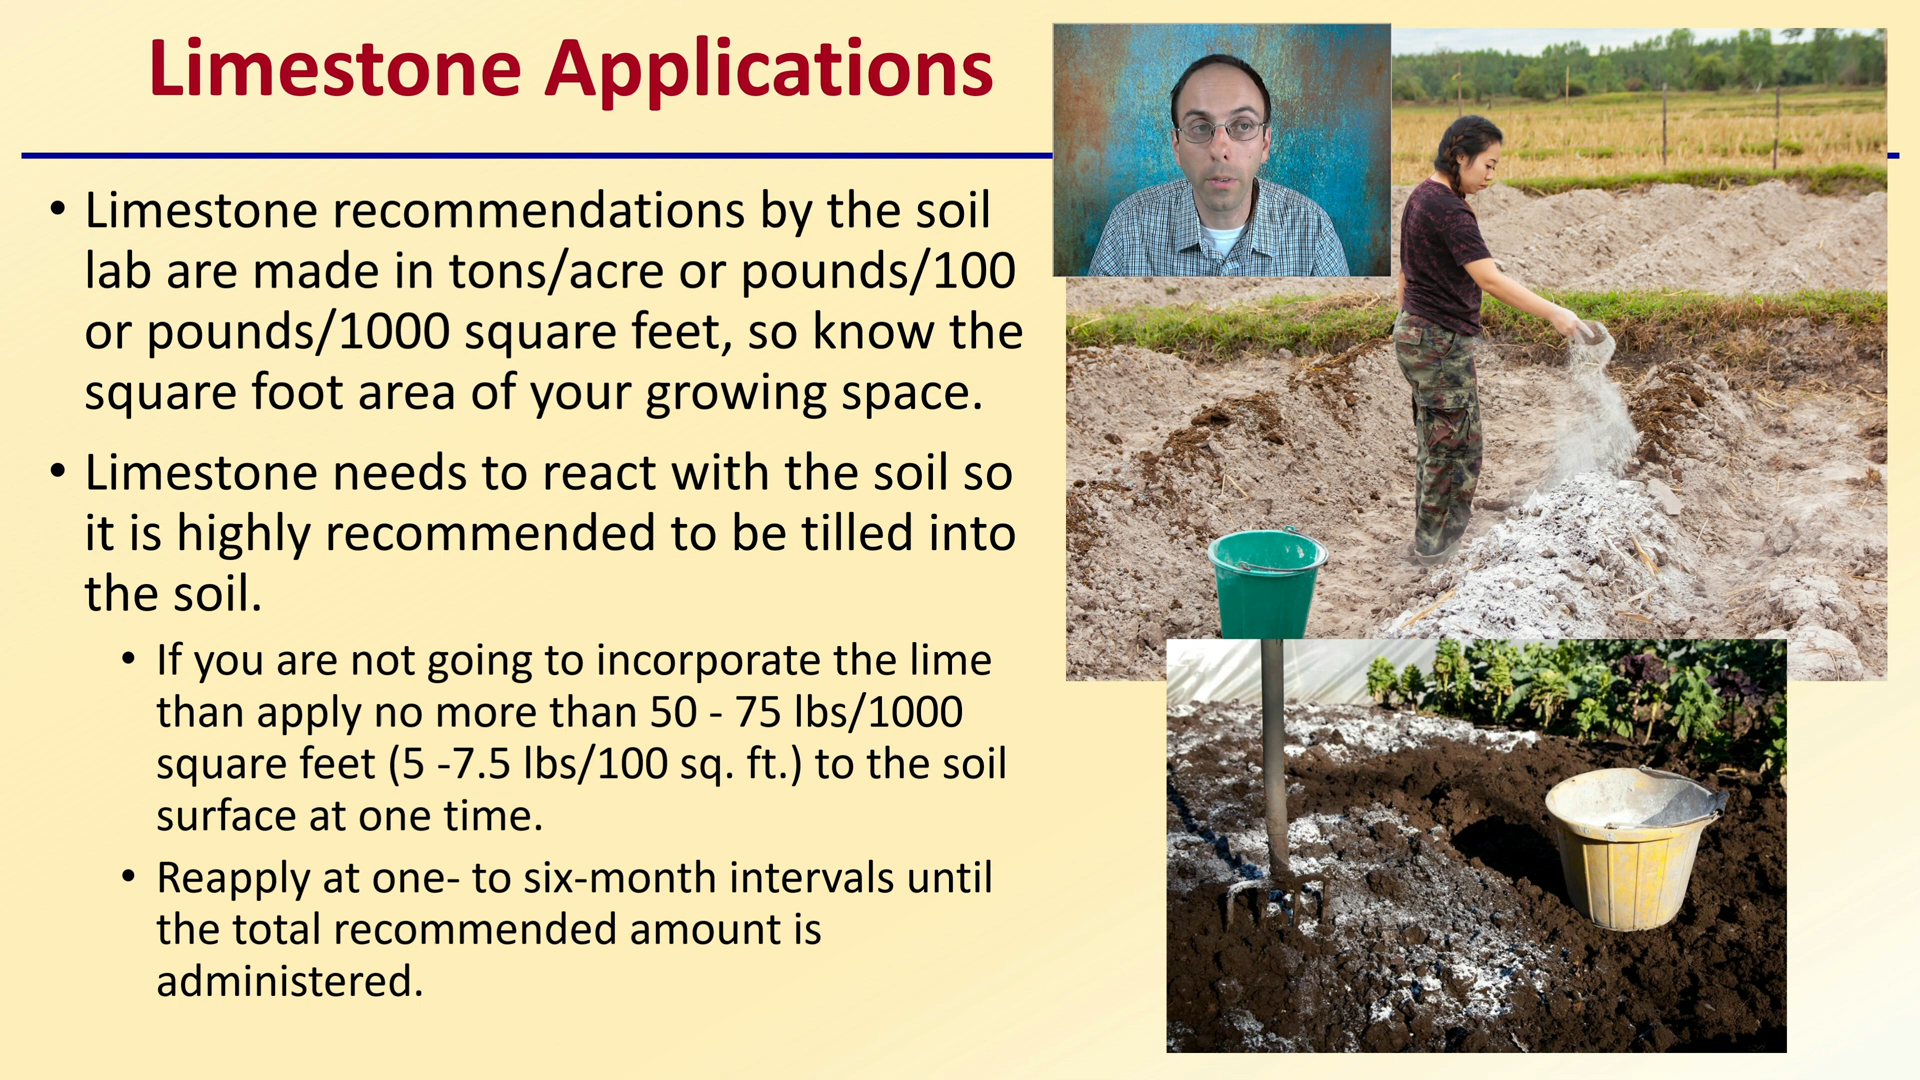 Limestone Applications
• Limestone recommendations by the soil
lab are made in tons/acre or pounds/100
or pounds/1000 square feet, so know the
square foot area of your growing space.
• Limestone needs to react with the soil so
it is highly recommended to be tilled into
the soil.
• If you are not going to incorporate the lime
than apply no more than 50 - 75 lbs/1000
square feet (5 -7.5 lbs/100 sq. ft.) to the soil
surface at one time.
• Reapply at one- to six-month intervals until
the total recommended amount is
administered.